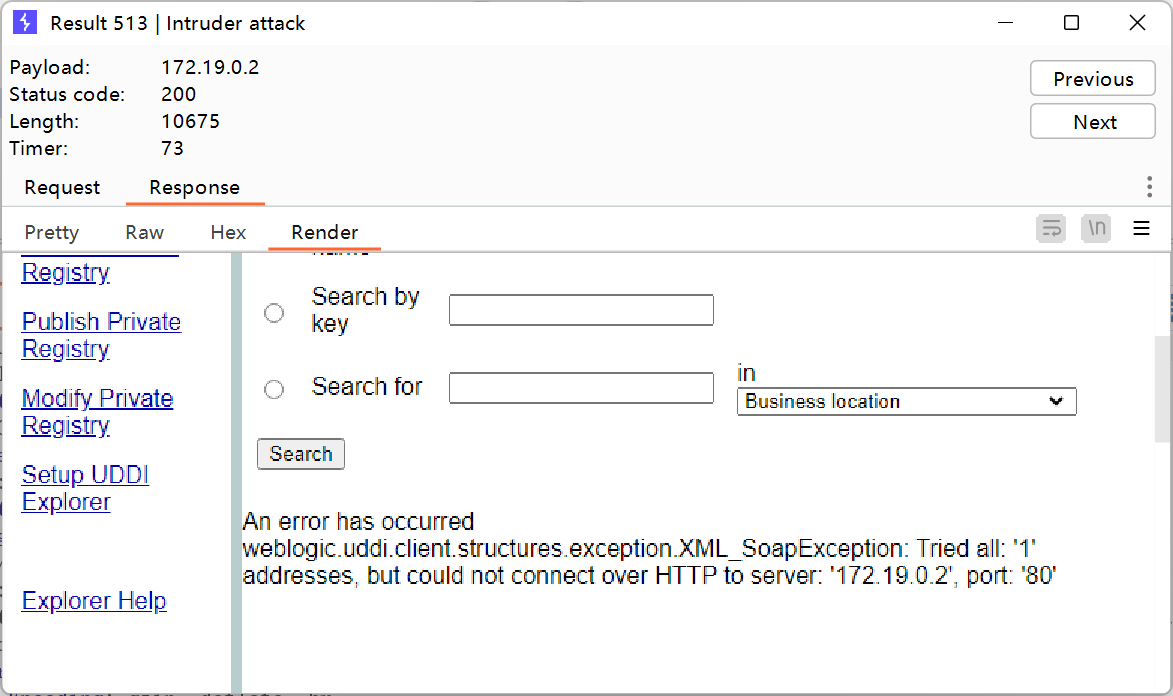 Result 513 | Intruder attack
Payload: 172.19.0.2
Status code: 200
Length: 10675
Timer: 73
Previous
Next
Request Response
Pretty Raw Hex Render
\n
Registry
Publish Private
Registry
Modify Private
Registry
Setup UDDI
Explorer
Explorer Help
Search by
key
Search for
in
Business location
Search
An error has occurred
weblogic.uddi.client.structures.exception.XML_SoapException: Tried all: '1'
addresses, but could not connect over HTTP to server: '172.19.0.2', port: '80'